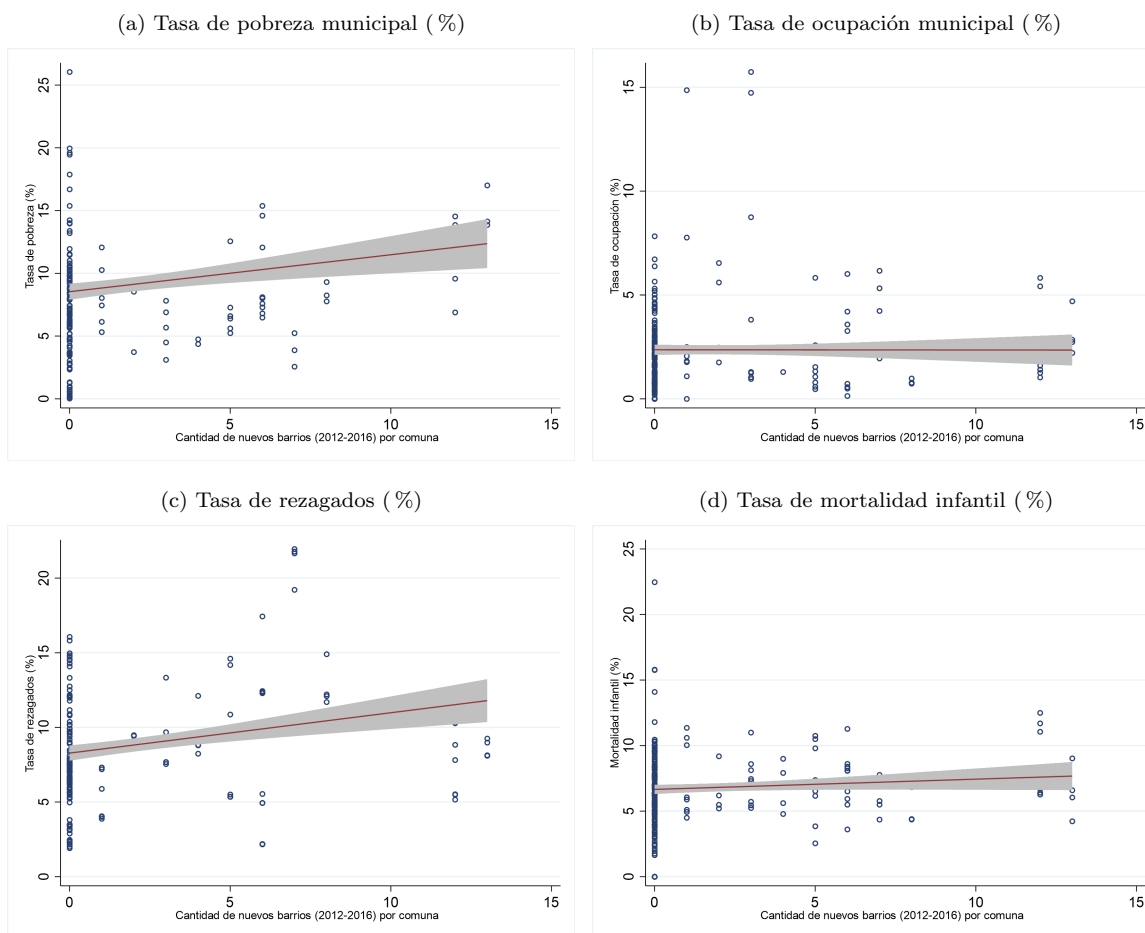 (a) Tasa de pobreza municipal ( %)
Tasa de pobreza (%)
25
20
15
10
5
0
0 5 10 15
Cantidad de nuevos barrios (2012-2016) por comuna
(b) Tasa de ocupación municipal ( %)
Tasa de ocupación (%)
15
10
5
0
0 5 10 15
Cantidad de nuevos barrios (2012-2016) por comuna
(c) Tasa de rezagados ( %)
Tasa de rezagados (%)
20
15
10
5
0
0 5 10 15
Cantidad de nuevos barrios (2012-2016) por comuna
(d) Tasa de mortalidad infantil ( %)
Mortalidad infantil (%)
25
20
15
10
5
0
0 5 10 15
Cantidad de nuevos barrios (2012-2016) por comuna